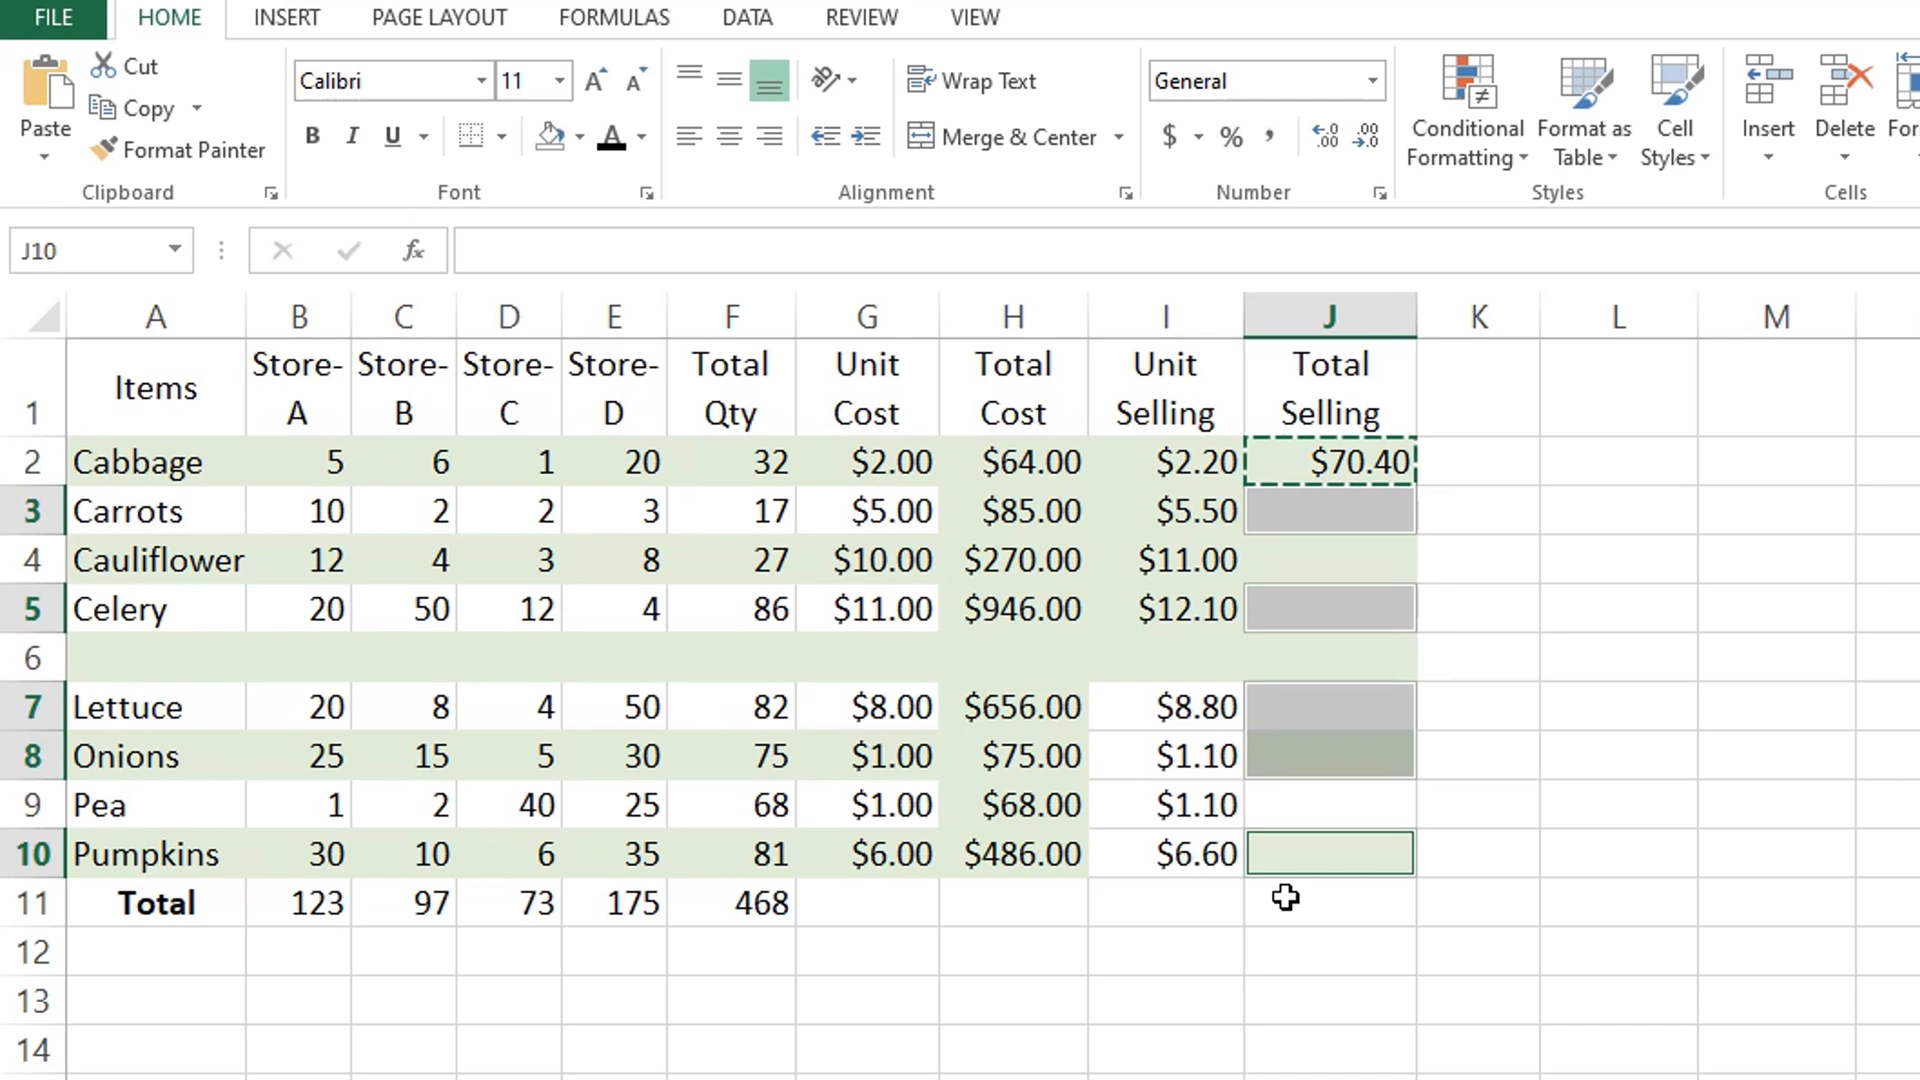 FILE HOME INSERT PAGE LAYOUT FORMULAS DATA REVIEW VIEW
Cut
Copy
Paste
Format Painter
Calibri 11
B I U A
Wrap Text
Merge & Center
General
$ % ,
Conditional Formatting
Format as Table
Cell Styles
Insert
Delete
Clipboard Font Alignment Number Styles Cells
J10 fx
A B C D E F G H I J K L M
1 Items Store-A Store-B Store-C Store-D Total Qty Unit Cost Total Cost Unit Selling Total Selling
2 Cabbage 5 6 1 20 32 $2.00 $64.00 $2.20 $70.40
3 Carrots 10 2 2 3 17 $5.00 $85.00 $5.50
4 Cauliflower 12 4 3 8 27 $10.00 $270.00 $11.00
5 Celery 20 50 12 4 86 $11.00 $946.00 $12.10
6
7 Lettuce 20 8 4 50 82 $8.00 $656.00 $8.80
8 Onions 25 15 5 30 75 $1.00 $75.00 $1.10
9 Pea 1 2 40 25 68 $1.00 $68.00 $1.10
10 Pumpkins 30 10 6 35 81 $6.00 $486.00 $6.60
11 Total 123 97 73 175 468
12
13
14